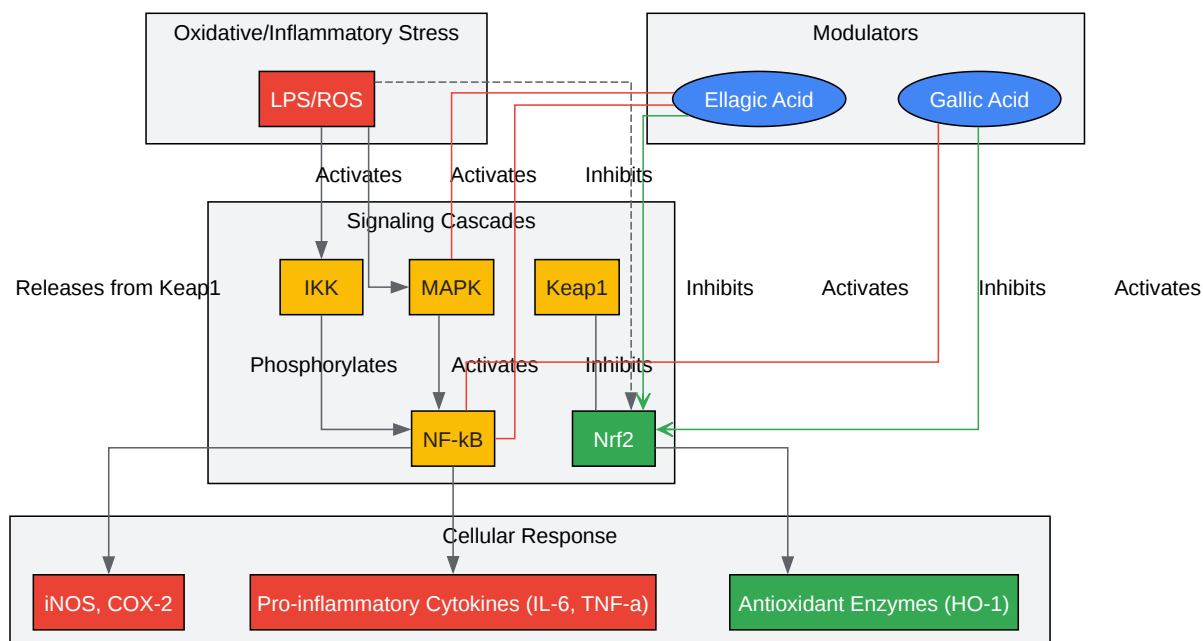 Oxidative/Inflammatory Stress
Modulators
LPS/ROS
Ellagic Acid
Gallic Acid
Activates
Activates
Inhibits
Signaling Cascades
Releases from Keap1
IKK
MAPK
Keap1
Inhibits
Activates
Inhibits
Activates
Phosphorylates
Activates
Inhibits
NF-kB
Nrf2
Cellular Response
iNOS, COX-2
Pro-inflammatory Cytokines (IL-6, TNF-a)
Antioxidant Enzymes (HO-1)